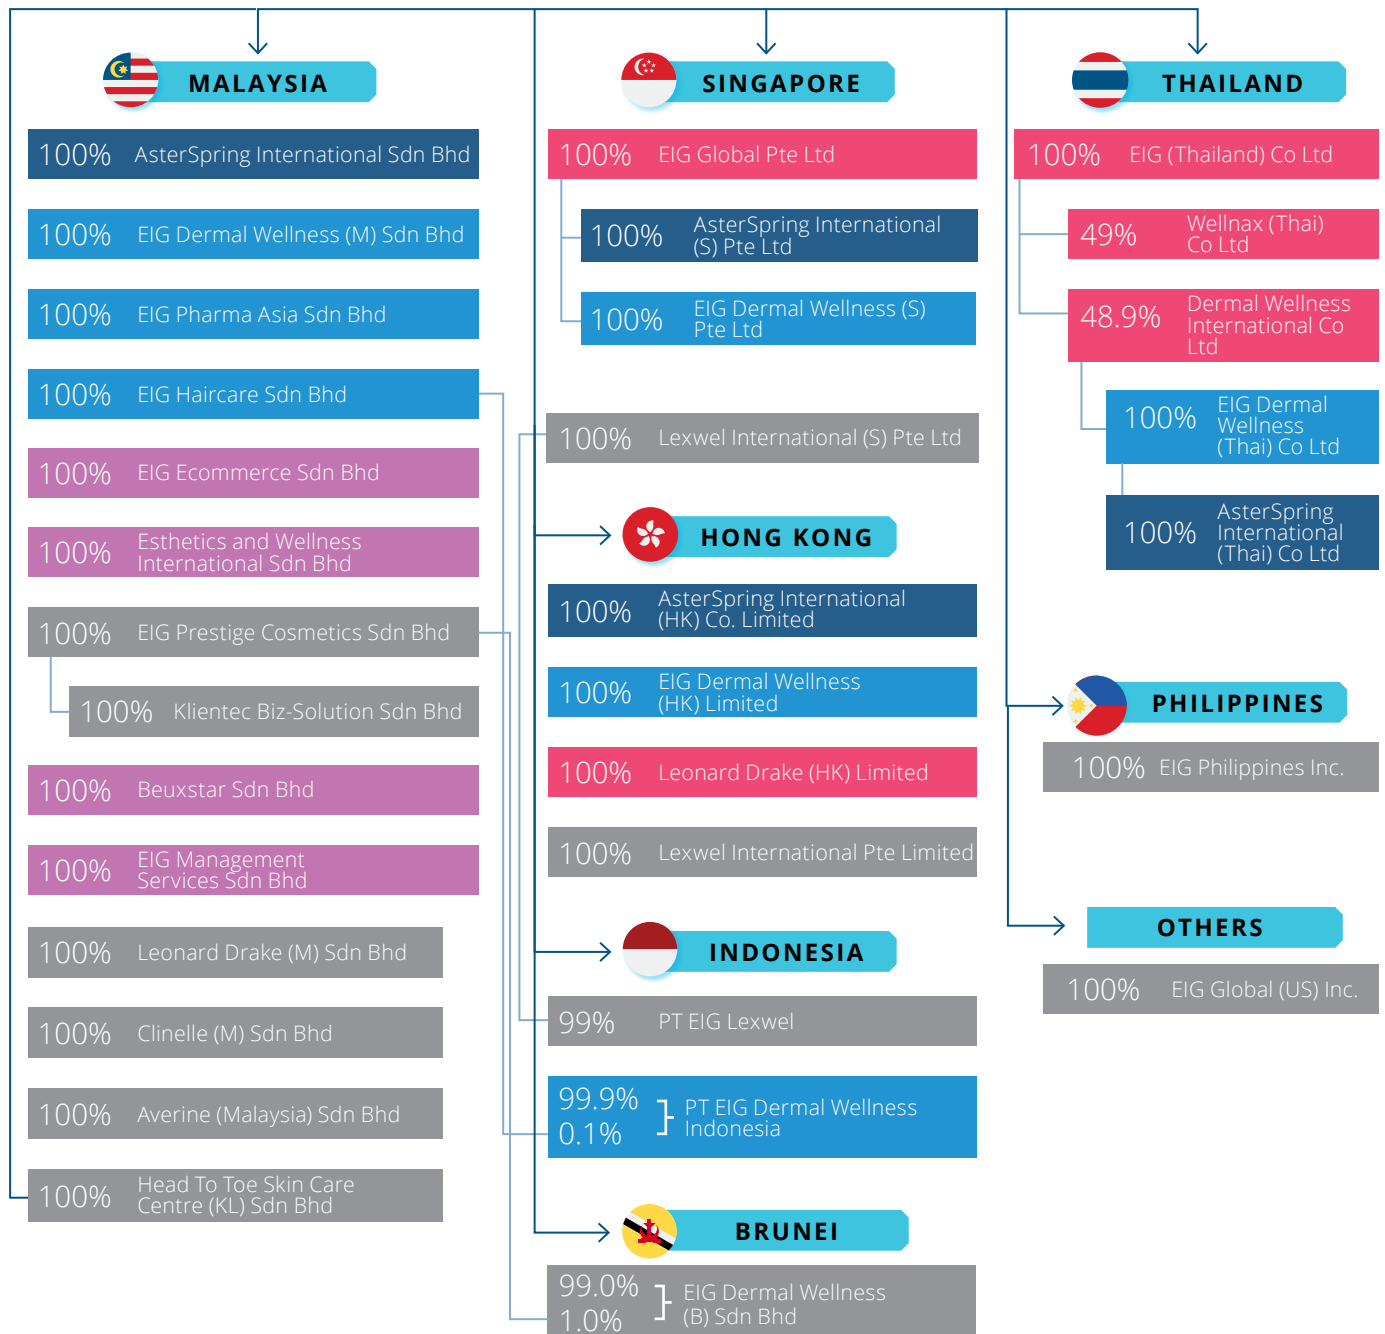 MALAYSIA
100% AsterSpring International Sdn Bhd
100% EIG Dermal Wellness (M) Sdn Bhd
100% EIG Pharma Asia Sdn Bhd
100% EIG Haircare Sdn Bhd
100% EIG Ecommerce Sdn Bhd
100% Esthetics and Wellness
International Sdn Bhd
100% EIG Prestige Cosmetics Sdn Bhd
100% Klientec Biz-Solution Sdn Bhd
100% Beuxstar Sdn Bhd
100% EIG Management
Services Sdn Bhd
100% Leonard Drake (M) Sdn Bhd
100% Clinelle (M) Sdn Bhd
100% Averine (Malaysia) Sdn Bhd
100% Head To Toe Skin Care
Centre (KL) Sdn Bhd
SINGAPORE
100% EIG Global Pte Ltd
100% AsterSpring International
(S) Pte Ltd
100% EIG Dermal Wellness (S)
Pte Ltd
100% Lexwel International (S) Pte Ltd
HONG KONG
100% AsterSpring International
(HK) Co. Limited
100% EIG Dermal Wellness
(HK) Limited
100% Leonard Drake (HK) Limited
100% Lexwel International Pte Limited
INDONESIA
99% PT EIG Lexwel
99.9% PT EIG Dermal Wellness
0.1% Indonesia
BRUNEI
99.0% EIG Dermal Wellness
1.0% (B) Sdn Bhd
THAILAND
100% EIG (Thailand) Co Ltd
49% Wellnax (Thai)
Co Ltd
48.9% Dermal Wellness
International Co
Ltd
100% EIG Dermal
Wellness
(Thai) Co Ltd
100% AsterSpring
International
(Thai) Co Ltd
PHILIPPINES
100% EIG Philippines Inc.
OTHERS
100% EIG Global (US) Inc.